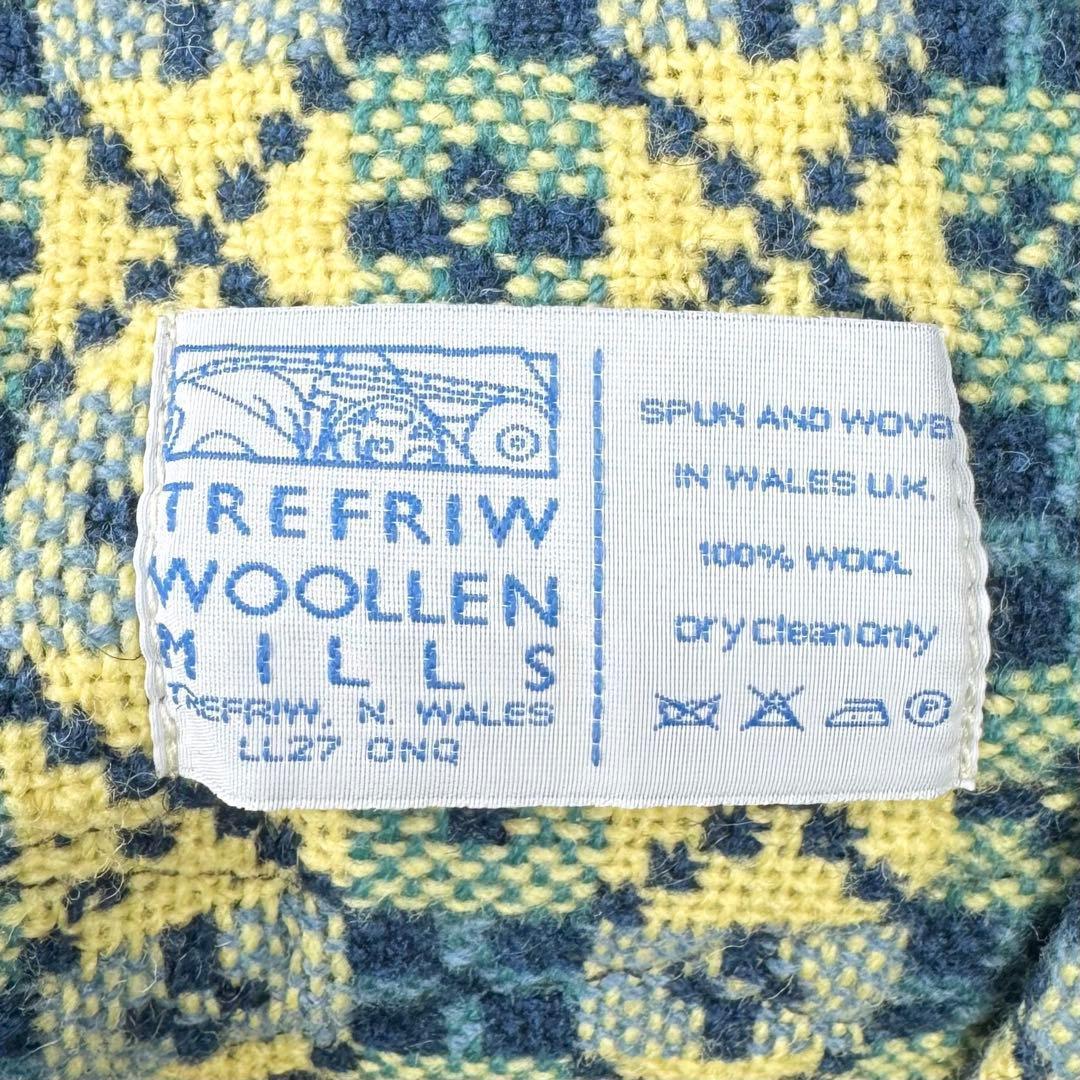 TREFRIW
WOOLLEN
MILLS
TREFRIW, N. WALES
LL27 0NQ
SPUN AND WOVEN
IN WALES U.K.
100% WOOL
Dry clean only
P